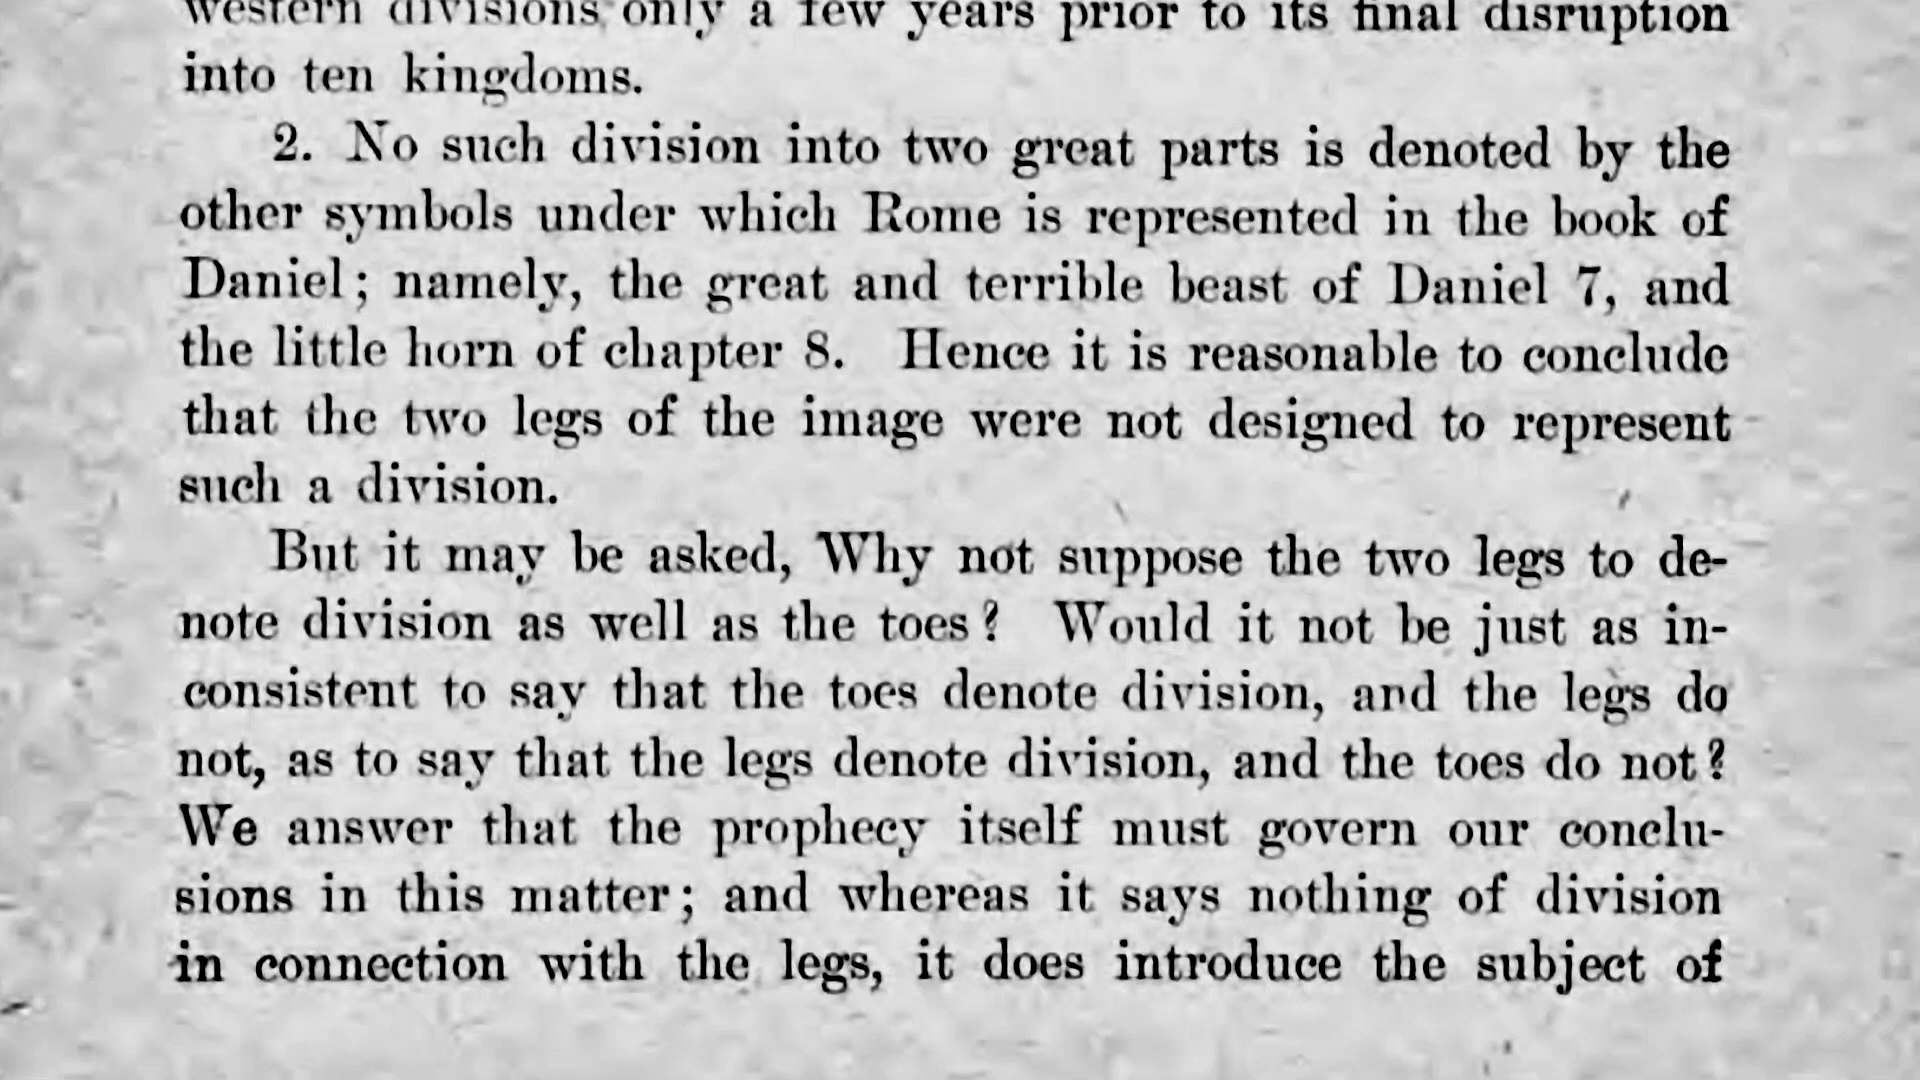 western divisions only a few years prior to its final disruption
into ten kingdoms.
2. No such division into two great parts is denoted by the
other symbols under which Rome is represented in the book of
Daniel; namely, the great and terrible beast of Daniel 7, and
the little horn of chapter 8. Hence it is reasonable to conclude
that the two legs of the image were not designed to represent
such a division.
But it may be asked, Why not suppose the two legs to de-
note division as well as the toes? Would it not be just as in-
consistent to say that the toes denote division, and the legs do
not, as to say that the legs denote division, and the toes do not?
We answer that the prophecy itself must govern our conclu-
sions in this matter; and whereas it says nothing of division
in connection with the legs, it does introduce the subject of